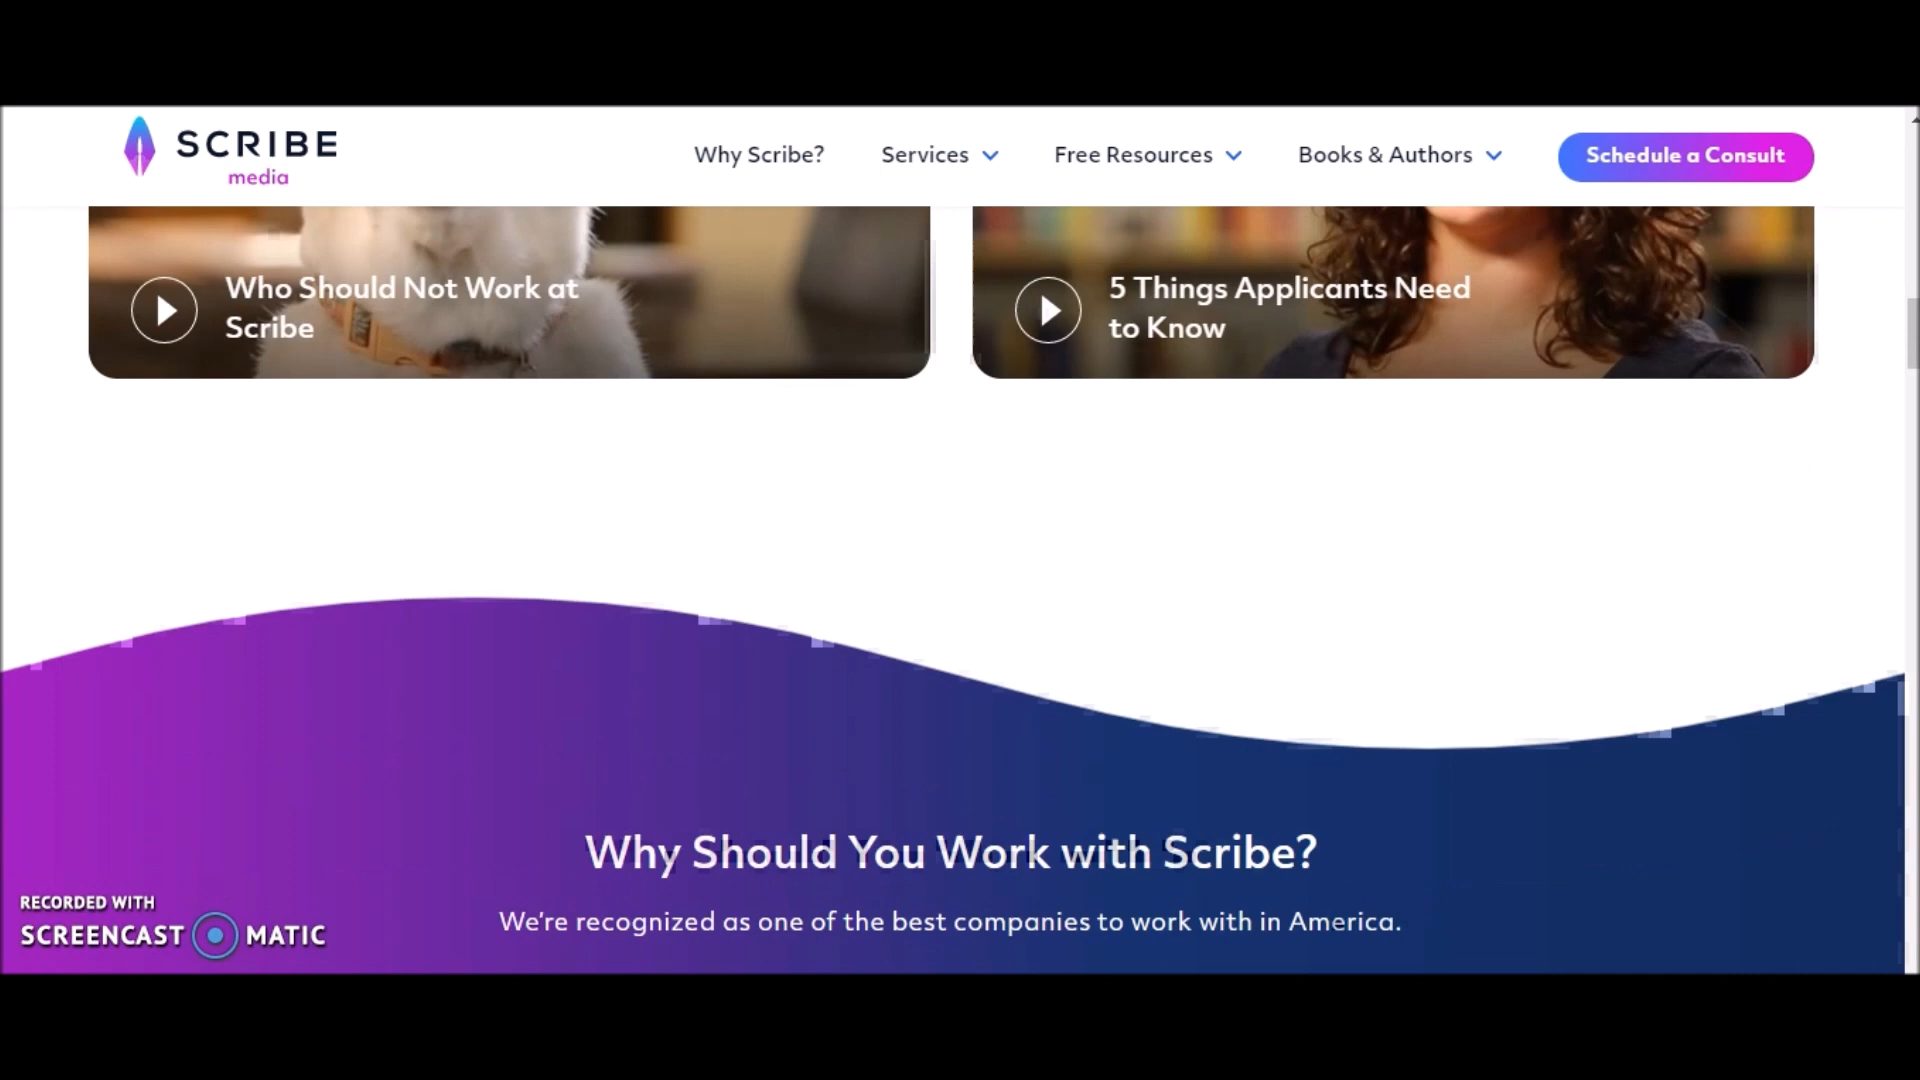 SCRIBE
media
Why Scribe?
Services
Free Resources
Books & Authors
Schedule a Consult
Who Should Not Work at
Scribe
5 Things Applicants Need
to Know
Why Should You Work with Scribe?
We're recognized as one of the best companies to work with in America.
RECORDED WITH
SCREENCAST MATIC